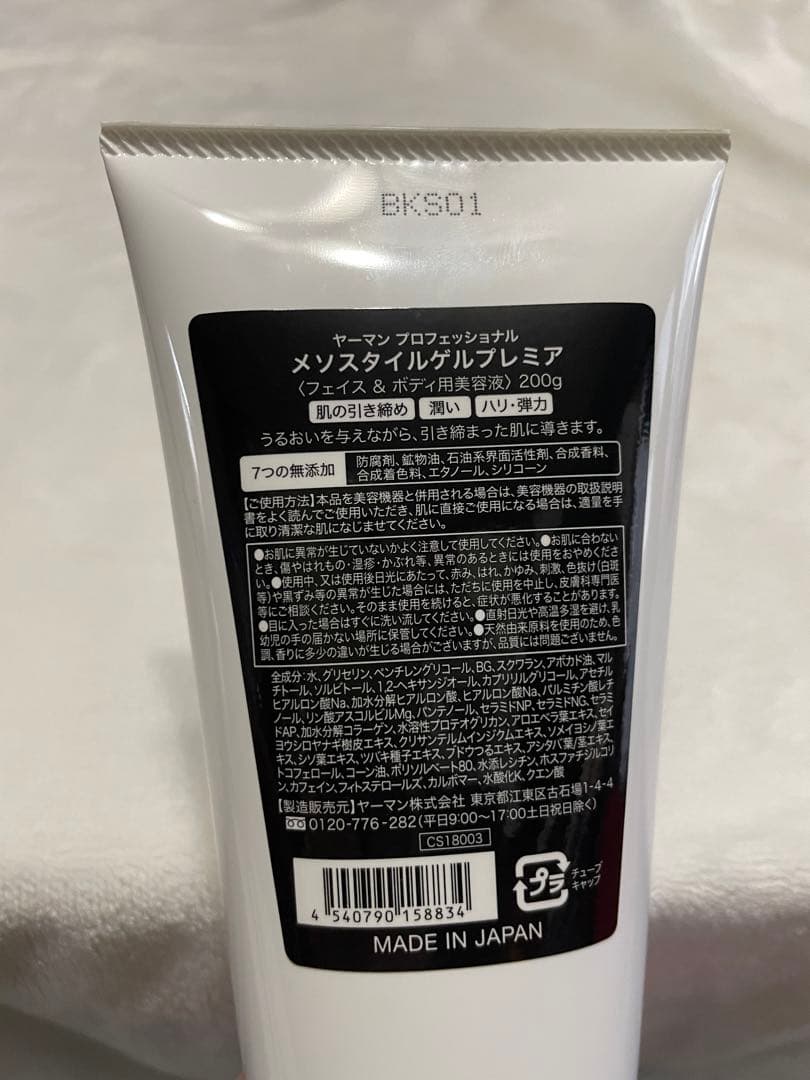 BKS01
ヤーマン プロフェッショナル
メソスタイルゲルプレミア
〈フェイス & ボディ用美容液〉 200g
肌の引き締め 潤い ハリ・弾力
うるおいを与えながら、引き締まった肌に導きます。
7つの無添加 防腐剤、鉱物油、石油系界面活性剤、合成香料、
合成着色料、エタノール、シリコーン
【ご使用方法】本品を美容機器と併用される場合は、美容機器の取扱説明
書をよく読んでご使用いただき、肌に直接ご使用になる場合は、適量を手
に取り清潔な肌になじませてください。
●お肌に異常が生じていないかよく注意して使用してください。●お肌に合わない
とき、傷やはれもの・湿疹・かぶれ等、異常のあるときには使用をおやめくださ
い。●使用中、又は使用後日光にあたって、赤み、はれ、かゆみ、刺激、色抜け(白斑
等)や黒ずみ等の異常が生じた場合には、ただちに使用を中止し、皮膚科専門医
等にご相談ください。そのまま使用を続けると、症状が悪化することがあります。
●目に入った場合はすぐに洗い流してください。●直射日光や高温多湿を避け、乳
幼児の手の届かない場所に保管してください。●天然由来原料を使用のため、色
調、香りに多少の違いが生じる場合がございますが、品質には問題ございません。
全成分:水、グリセリン、ペンチレングリコール、BG、スクワラン、アボカド油、マル
チトール、ソルビトール、1,2-ヘキサンジオール、カプリリルグリコール、アセチル
ヒアルロン酸Na、加水分解ヒアルロン酸、ヒアルロン酸Na、パルミチン酸レチ
ノール、リン酸アスコルビルMg、パンテノール、セラミドNP、セラミドNG、セラミ
ドAP、加水分解コラーゲン、水溶性プロテオグリカン、アロエベラ葉エキス、セイ
ヨウシロヤナギ樹皮エキス、クリサンテルムインジクムエキス、ソメイヨシノ葉エ
キス、シソ葉エキス、ツバキ種子エキス、ブドウつるエキス、アシタバ葉/茎エキス、
トコフェロール、コーン油、ポリソルベート80、水添レシチン、ホスファチジルコリ
ン、カフェイン、フィトステロールズ、カルボマー、水酸化K、クエン酸
【製造販売元】ヤーマン株式会社 東京都江東区古石場1-4-4
0120-776-282(平日9:00〜17:00土日祝日除く)
CS18003
4 540790 158834
プラ
チューブ
キャップ
MADE IN JAPAN